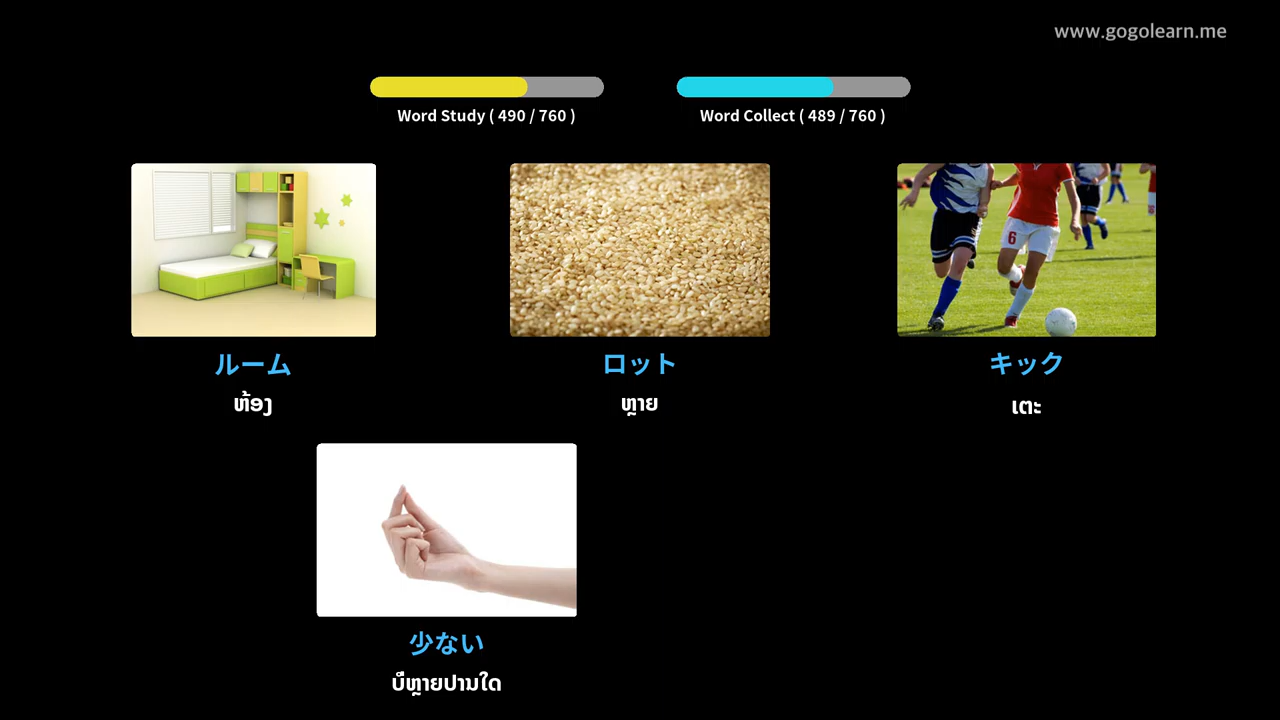 www.gogolearn.me
Word Study ( 490 / 760 )
Word Collect ( 489 / 760 )
ルーム
ຫ້ອງ
ロット
ຫຼາຍ
キック
ເຕະ
6
少ない
ບໍ່ຫຼາຍປານໃດ